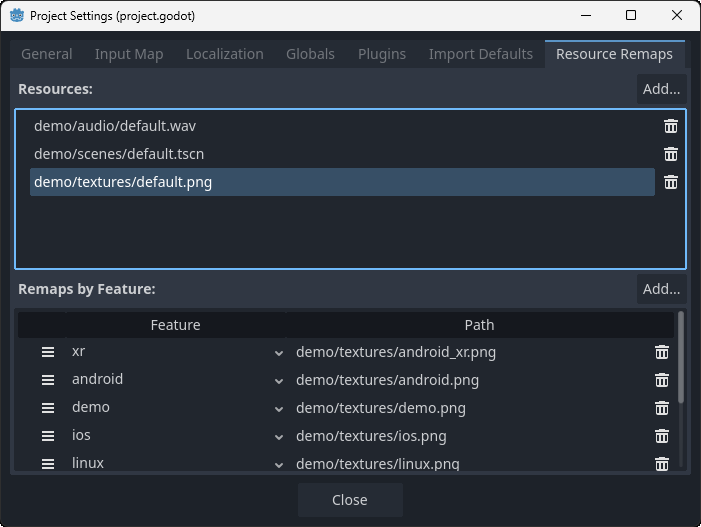 Project Settings (project.godot)
General Input Map Localization Globals Plugins Import Defaults Resource Remaps
Resources: Add...
demo/audio/default.wav
demo/scenes/default.tscn
demo/textures/default.png
Remaps by Feature: Add...
Feature Path
xr demo/textures/android_xr.png
android demo/textures/android.png
demo demo/textures/demo.png
ios demo/textures/ios.png
linux demo/textures/linux.png
Close